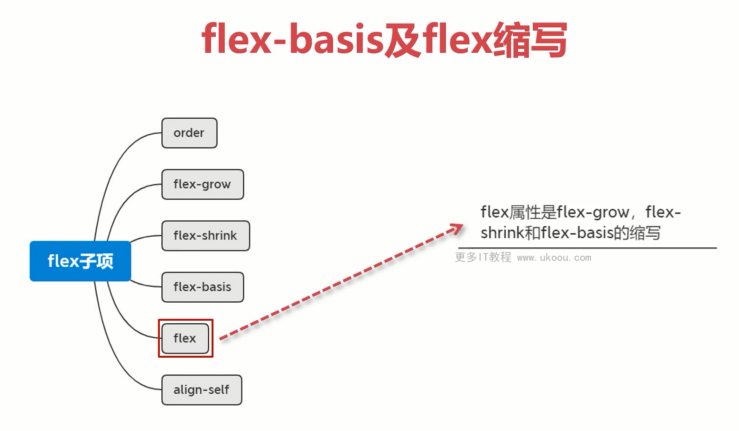 flex-basis及flex缩写
order
flex-grow
flex-shrink
flex子项
flex-basis
flex
align-self
flex属性是flex-grow，flex-
shrink和flex-basis的缩写
更多IT教程 www.ukoou.com